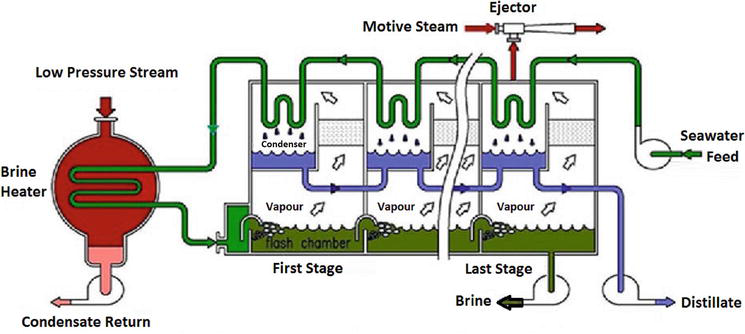 Ejector
Motive Steam
Low Pressure Stream
Seawater
Feed
Brine
Heater
Condenser
Vapour
Vapour
Vapour
flash chamber
First Stage
Last Stage
Brine
Distillate
Condensate Return